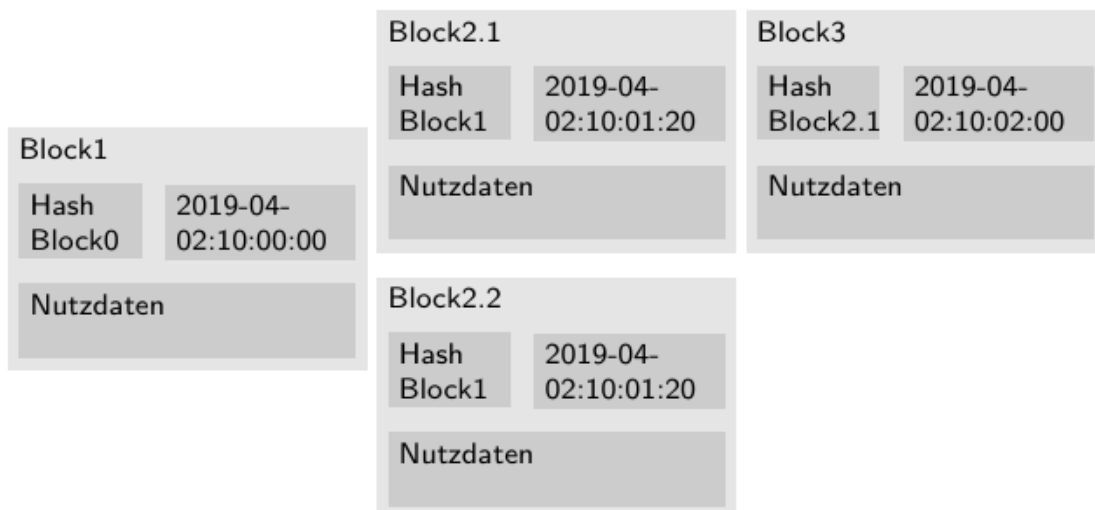 Block1
Hash
Block0
2019-04-
02:10:00:00
Nutzdaten
Block2.1
Hash
Block1
2019-04-
02:10:01:20
Nutzdaten
Block2.2
Hash
Block1
2019-04-
02:10:01:20
Nutzdaten
Block3
Hash
Block2.1
2019-04-
02:10:02:00
Nutzdaten